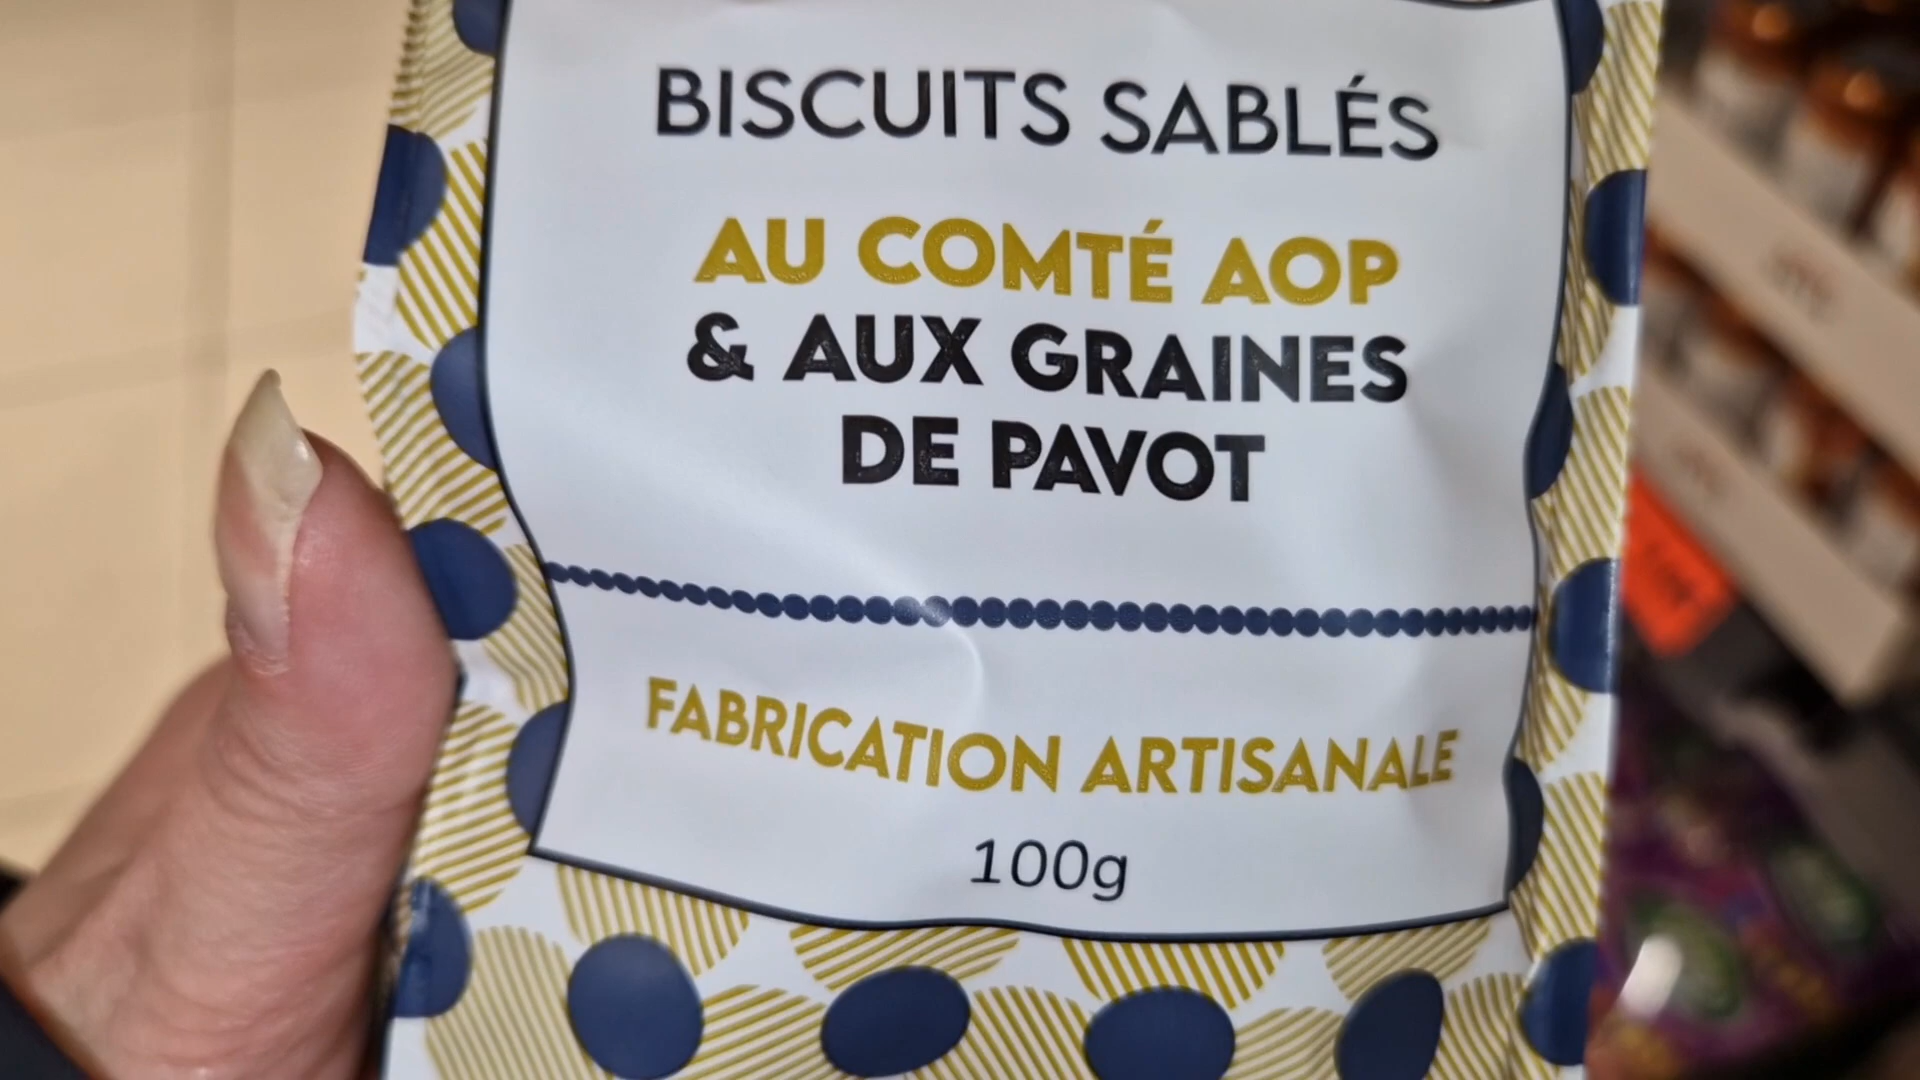 BISCUITS SABLÉS
AU COMTÉ AOP
& AUX GRAINES
DE PAVOT
FABRICATION ARTISANALE
100g